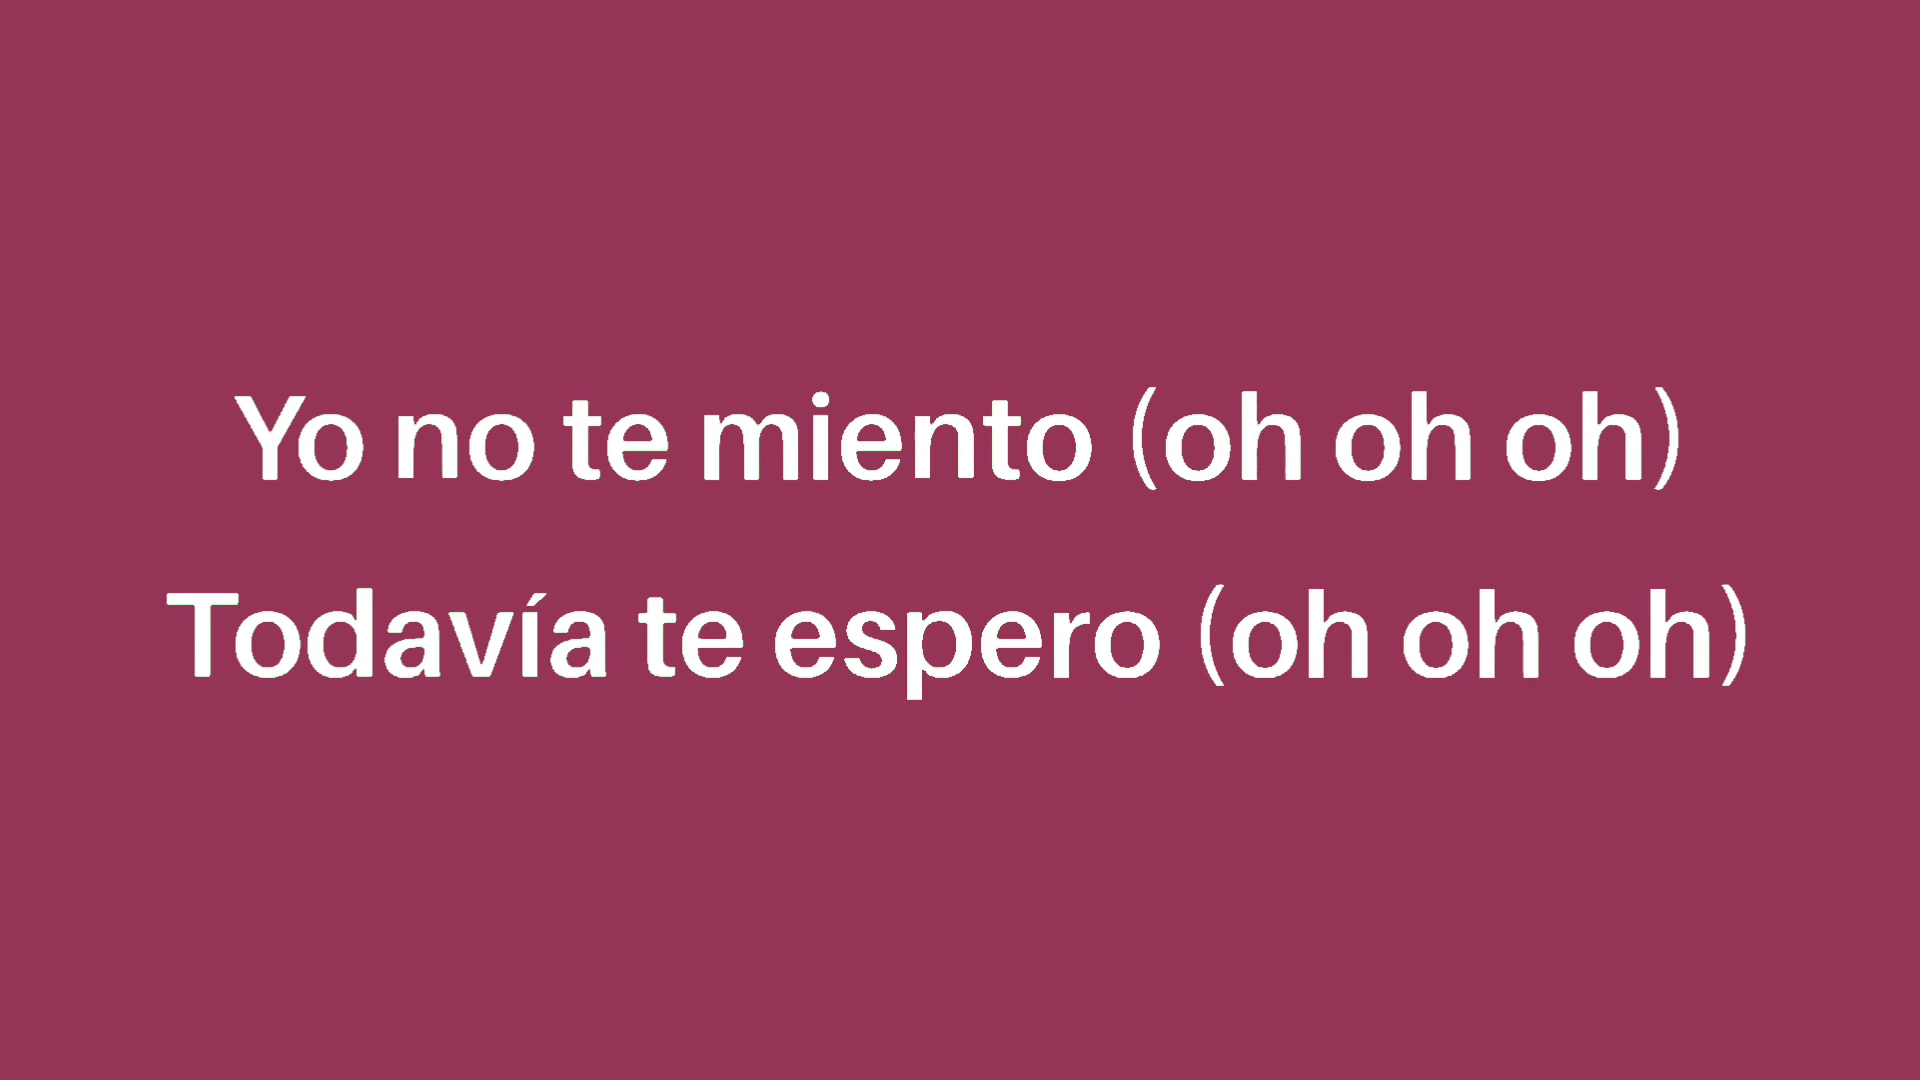 Yo no te miento (oh oh oh)
Todavía te espero (oh oh oh)